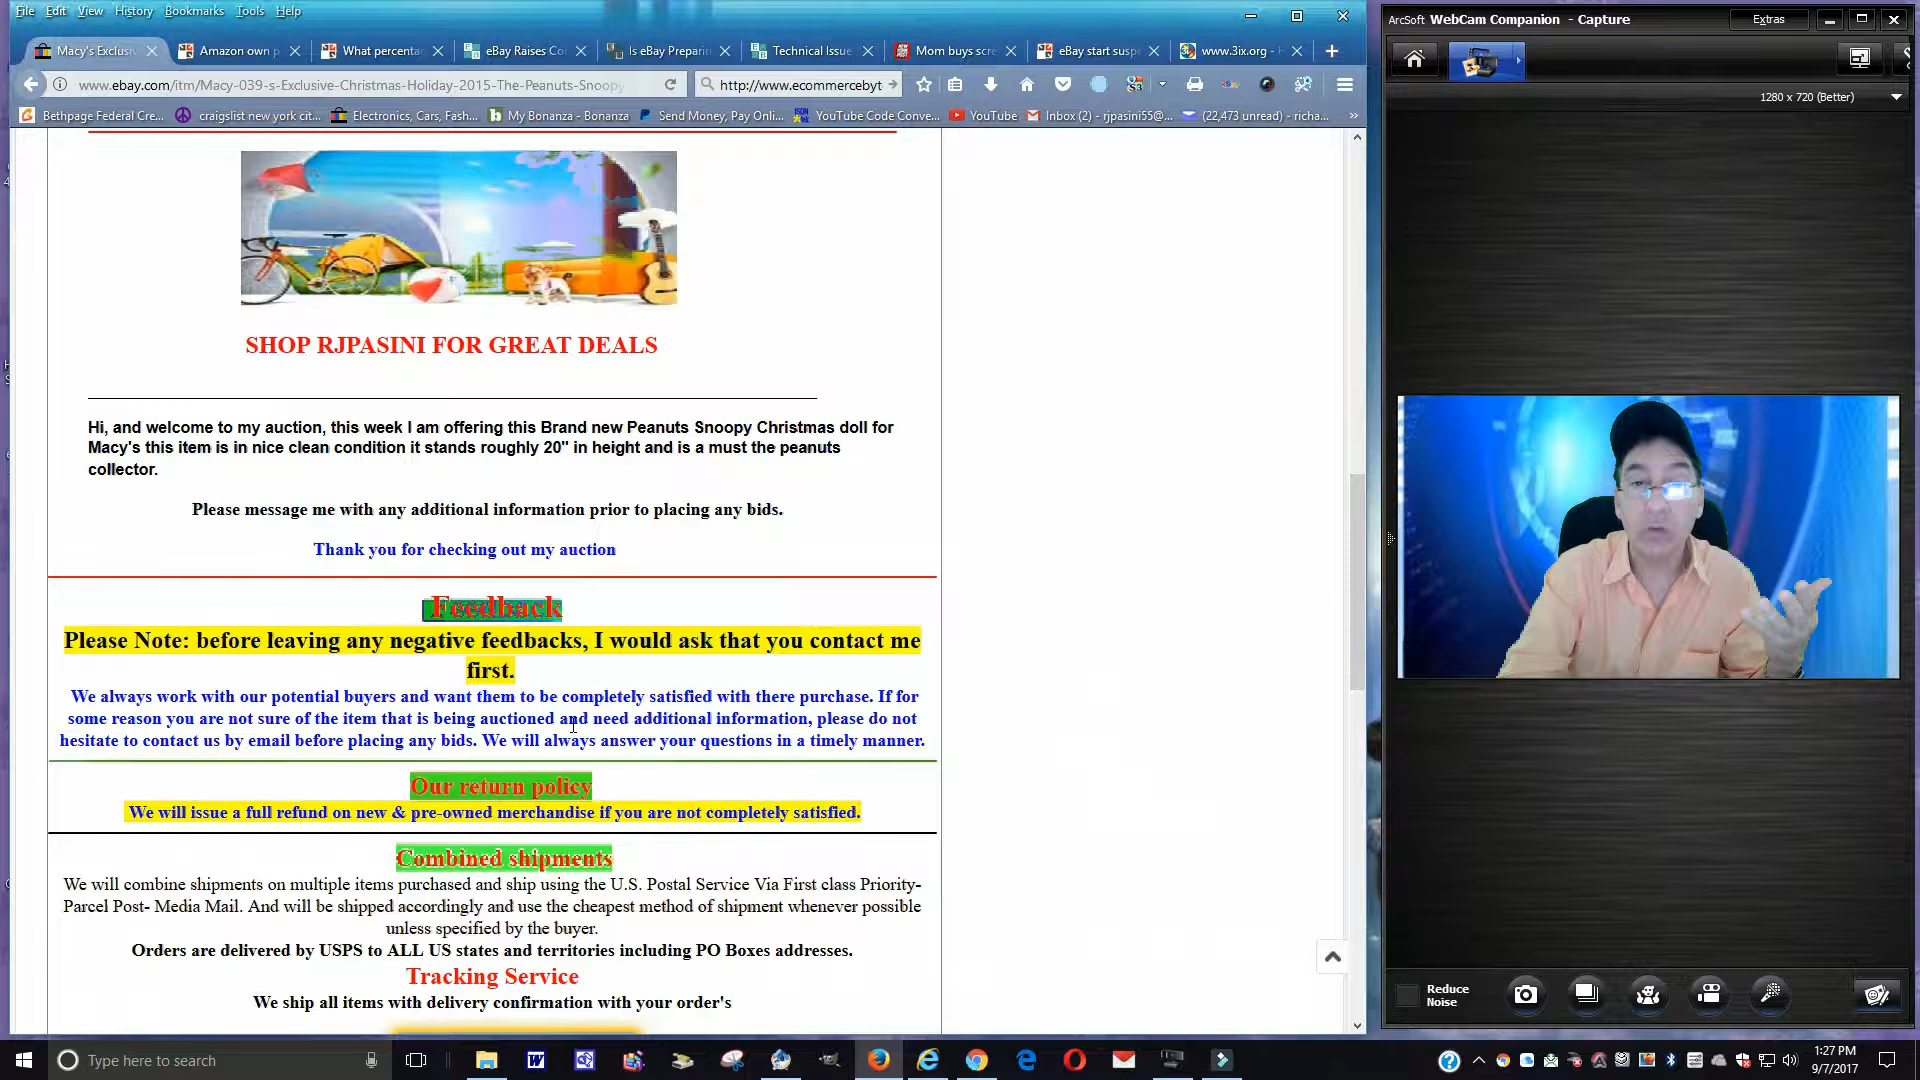 File Edit View History Bookmarks Tools Help
ArcSoft WebCam Companion - Capture
Extras
Macy's Exclusiv
Amazon own p
What percenta
eBay Raises Co
Is eBay Preparin
Technical Issue
Mom buys scre
eBay start susp
www.3ix.org - H
www.ebay.com/itm/Macy-039-s-Exclusive-Christmas-Holiday-2015-The-Peanuts-Snoopy
http://www.ecommercebyt
1280 x 720 (Better)
Bethpage Federal Cre...
craigslist new york cit...
Electronics, Cars, Fash...
My Bonanza - Bonanza
Send Money, Pay Onli...
YouTube Code Conve...
YouTube
Inbox (2) - rjpasini55@...
(22,473 unread) - richa...
SHOP RJPASINI FOR GREAT DEALS
Hi, and welcome to my auction, this week I am offering this Brand new Peanuts Snoopy Christmas doll for
Macy's this item is in nice clean condition it stands roughly 20" in height and is a must the peanuts
collector.
Please message me with any additional information prior to placing any bids.
Thank you for checking out my auction
Feedback
Please Note: before leaving any negative feedbacks, I would ask that you contact me
first.
We always work with our potential buyers and want them to be completely satisfied with there purchase. If for
some reason you are not sure of the item that is being auctioned and need additional information, please do not
hesitate to contact us by email before placing any bids. We will always answer your questions in a timely manner.
Our return policy
We will issue a full refund on new & pre-owned merchandise if you are not completely satisfied.
Combined shipments
We will combine shipments on multiple items purchased and ship using the U.S. Postal Service Via First class Priority-
Parcel Post- Media Mail. And will be shipped accordingly and use the cheapest method of shipment whenever possible
unless specified by the buyer.
Orders are delivered by USPS to ALL US states and territories including PO Boxes addresses.
Tracking Service
We ship all items with delivery confirmation with your order's
Reduce
Noise
Type here to search
1:27 PM
9/7/2017